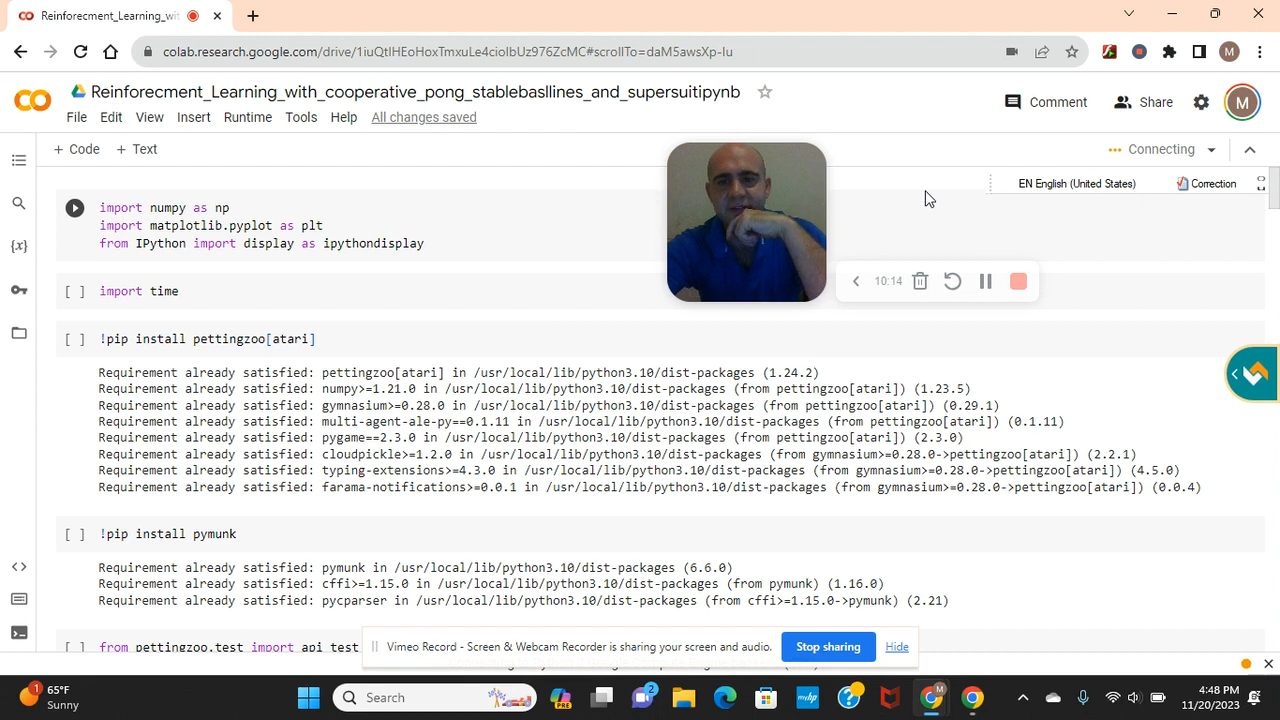 Reinforecment_Learning_wit
colab.research.google.com/drive/1iuQtIHEoHoxTmxuLe4cioIbUz976ZcMC#scrollTo=daM5awsXp-Iu
M
Reinforecment_Learning_with_cooperative_pong_stablebasllines_and_supersuitipynb
Comment
Share
M
File Edit View Insert Runtime Tools Help All changes saved
+ Code + Text
Connecting
EN English (United States)
Correction
import numpy as np
import matplotlib.pyplot as plt
from IPython import display as ipythondisplay
10:14
{x}
[ ] import time
[ ] !pip install pettingzoo[atari]
Requirement already satisfied: pettingzoo[atari] in /usr/local/lib/python3.10/dist-packages (1.24.2)
Requirement already satisfied: numpy>=1.21.0 in /usr/local/lib/python3.10/dist-packages (from pettingzoo[atari]) (1.23.5)
Requirement already satisfied: gymnasium>=0.28.0 in /usr/local/lib/python3.10/dist-packages (from pettingzoo[atari]) (0.29.1)
Requirement already satisfied: multi-agent-ale-py==0.1.11 in /usr/local/lib/python3.10/dist-packages (from pettingzoo[atari]) (0.1.11)
Requirement already satisfied: pygame==2.3.0 in /usr/local/lib/python3.10/dist-packages (from pettingzoo[atari]) (2.3.0)
Requirement already satisfied: cloudpickle>=1.2.0 in /usr/local/lib/python3.10/dist-packages (from gymnasium>=0.28.0->pettingzoo[atari]) (2.2.1)
Requirement already satisfied: typing-extensions>=4.3.0 in /usr/local/lib/python3.10/dist-packages (from gymnasium>=0.28.0->pettingzoo[atari]) (4.5.0)
Requirement already satisfied: farama-notifications>=0.0.1 in /usr/local/lib/python3.10/dist-packages (from gymnasium>=0.28.0->pettingzoo[atari]) (0.0.4)
[ ] !pip install pymunk
Requirement already satisfied: pymunk in /usr/local/lib/python3.10/dist-packages (6.6.0)
Requirement already satisfied: cffi>=1.15.0 in /usr/local/lib/python3.10/dist-packages (from pymunk) (1.16.0)
Requirement already satisfied: pycparser in /usr/local/lib/python3.10/dist-packages (from cffi>=1.15.0->pymunk) (2.21)
[ ] from pettingzoo.test import api_test
Vimeo Record - Screen & Webcam Recorder is sharing your screen and audio.
Stop sharing
Hide
1
65°F
Sunny
Search
PRE
2
myhp
M
4:48 PM
11/20/2023